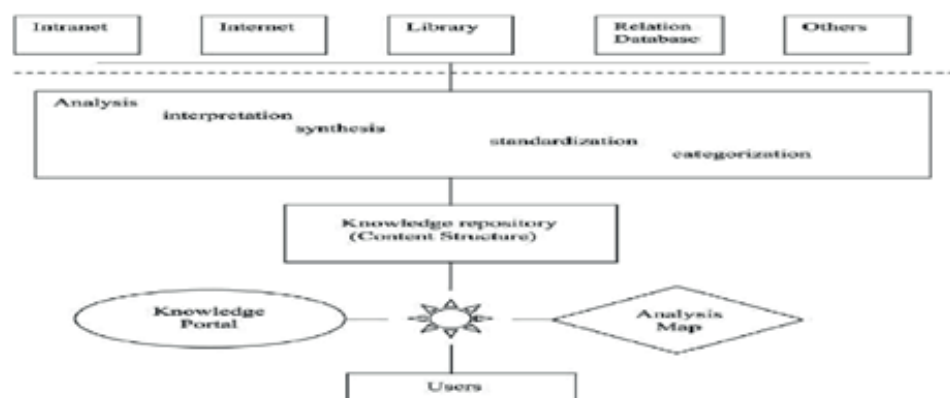 Intranet
Internet
Library
Relation
Database
Others
Analysis
interpretation
synthesis
standardization
categorization
Knowledge repository
(Content Structure)
Knowledge
Portal
Analysis
Map
Users